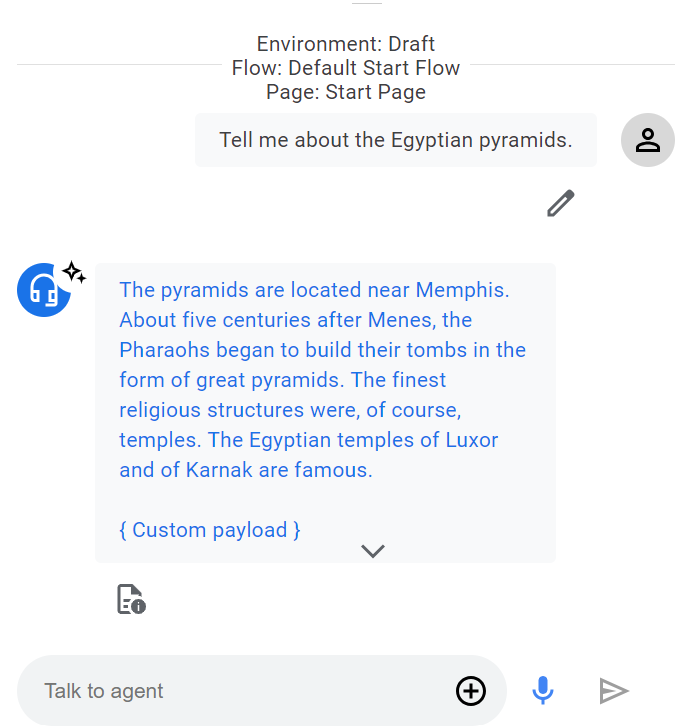 Environment: Draft
Flow: Default Start Flow
Page: Start Page
Tell me about the Egyptian pyramids.
The pyramids are located near Memphis.
About five centuries after Menes, the
Pharaohs began to build their tombs in the
form of great pyramids. The finest
religious structures were, of course,
temples. The Egyptian temples of Luxor
and of Karnak are famous.
{ Custom payload }
Talk to agent